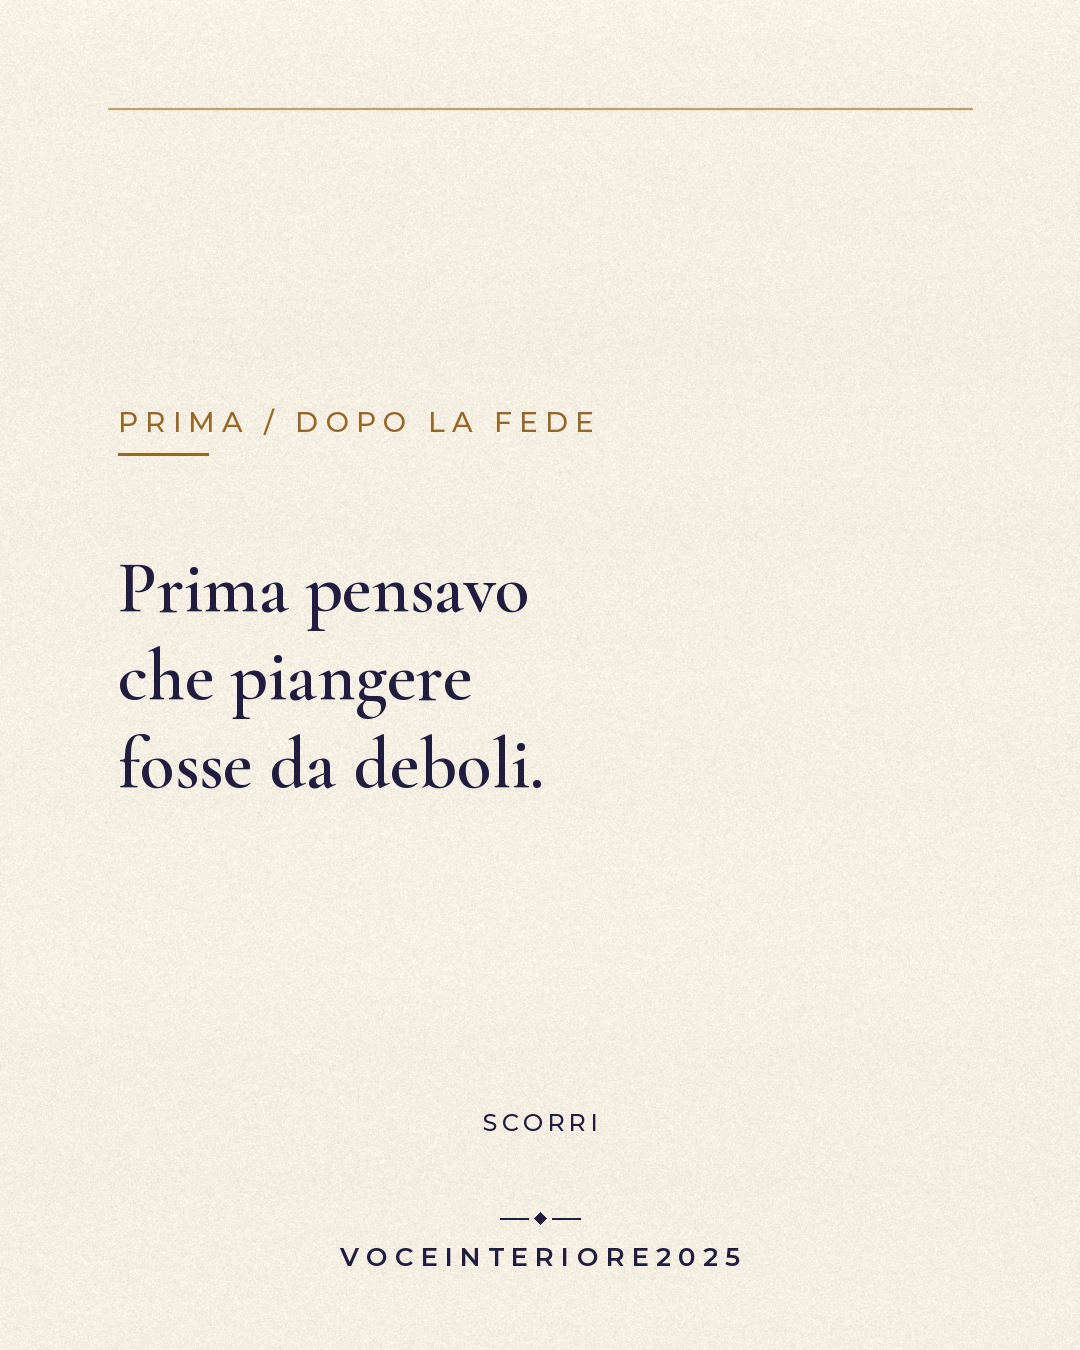 PRIMA / DOPO LA FEDE
Prima pensavo
che piangere
fosse da deboli.
SCORRI
VOCEINTERIORE2025